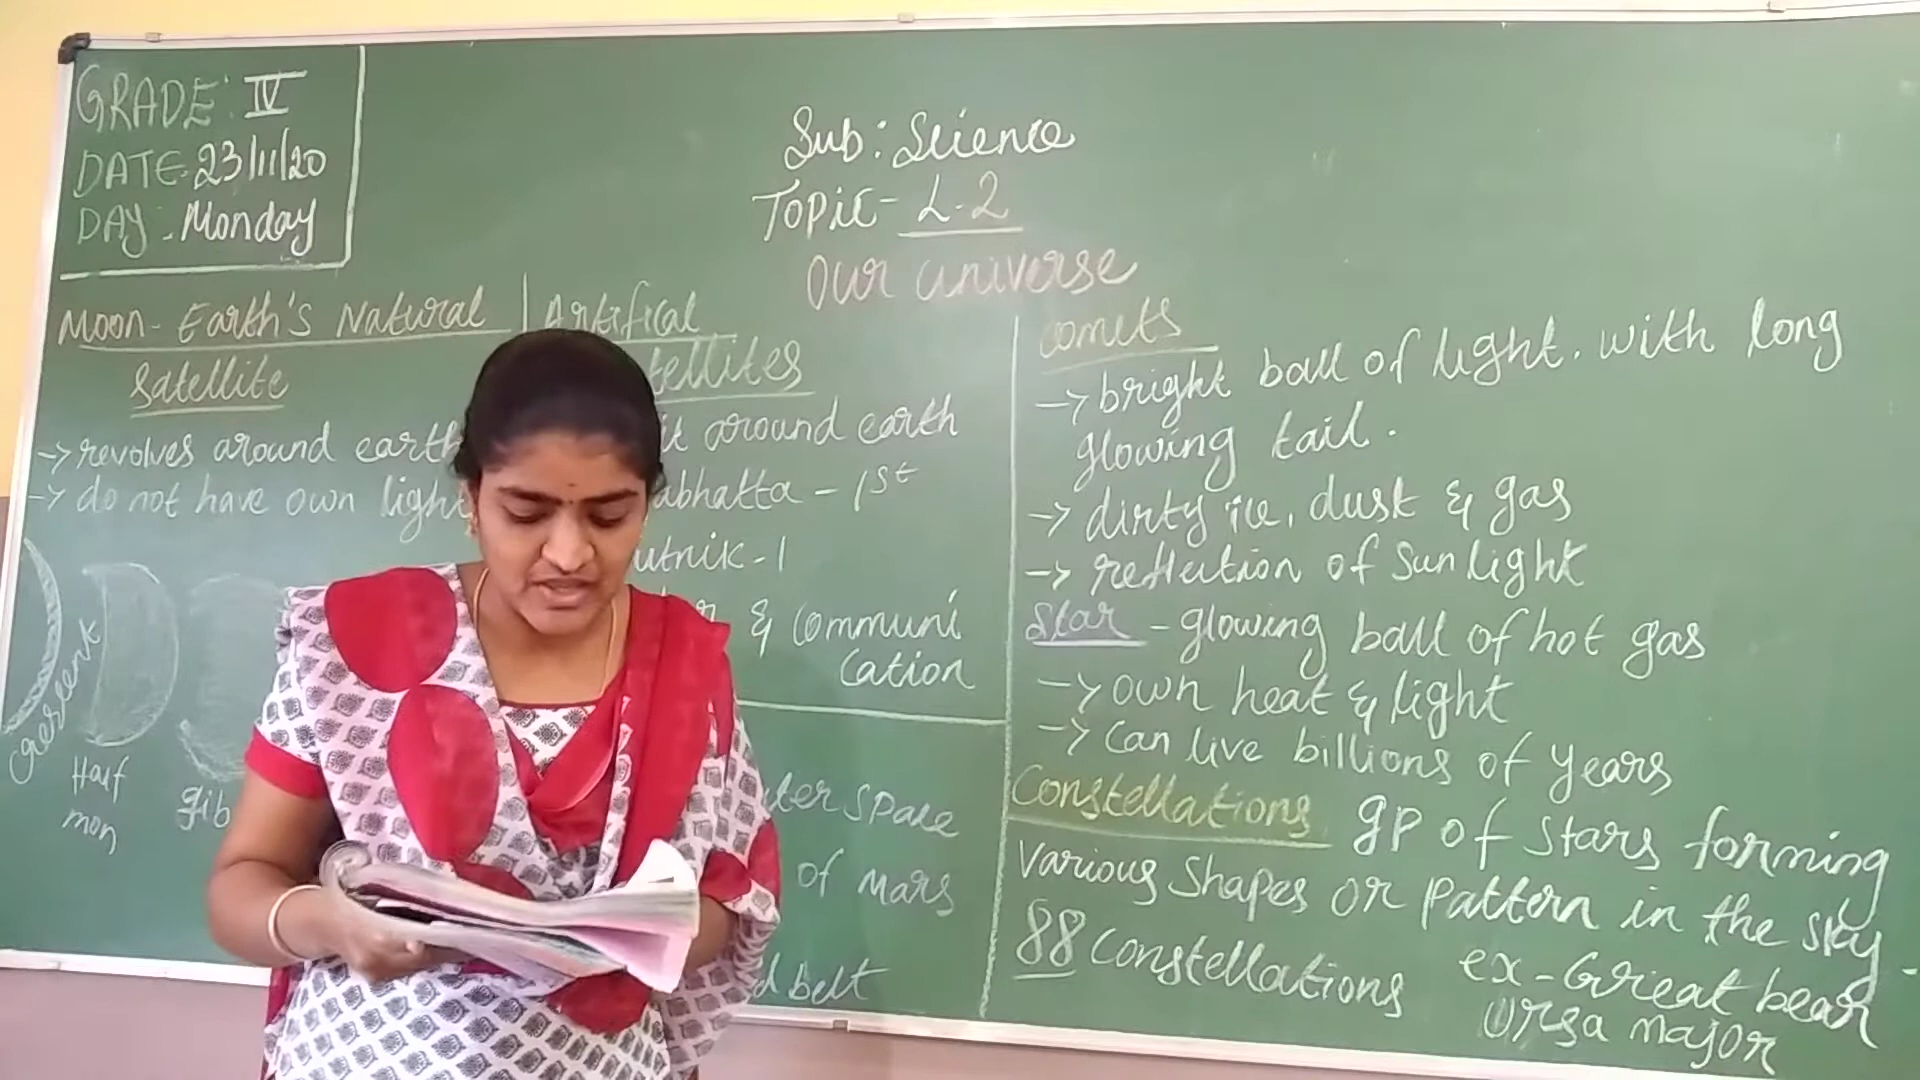 GRADE: IV
DATE: 23/11/20
DAY: Monday
Sub: Science
Topic - L-2
Our universe
Moon - Earth's Natural
Satellite
-> revolves around earth
-> do not have own light
crescent
Half
mon
gib
Artifical
tellites
it around earth
abhatta - 1st
utnik-1
& communi
cation
ter space
of mars
d belt
comets
-> bright ball of light. with long
glowing tail.
-> dirty ice, dust & gas
-> reflection of sunlight
Star - glowing ball of hot gas
-> own heat & light
-> can live billions of years
Constellations gp of stars forming
various shapes or pattern in the sky.
88 constellations ex-Great bear
Ursa major